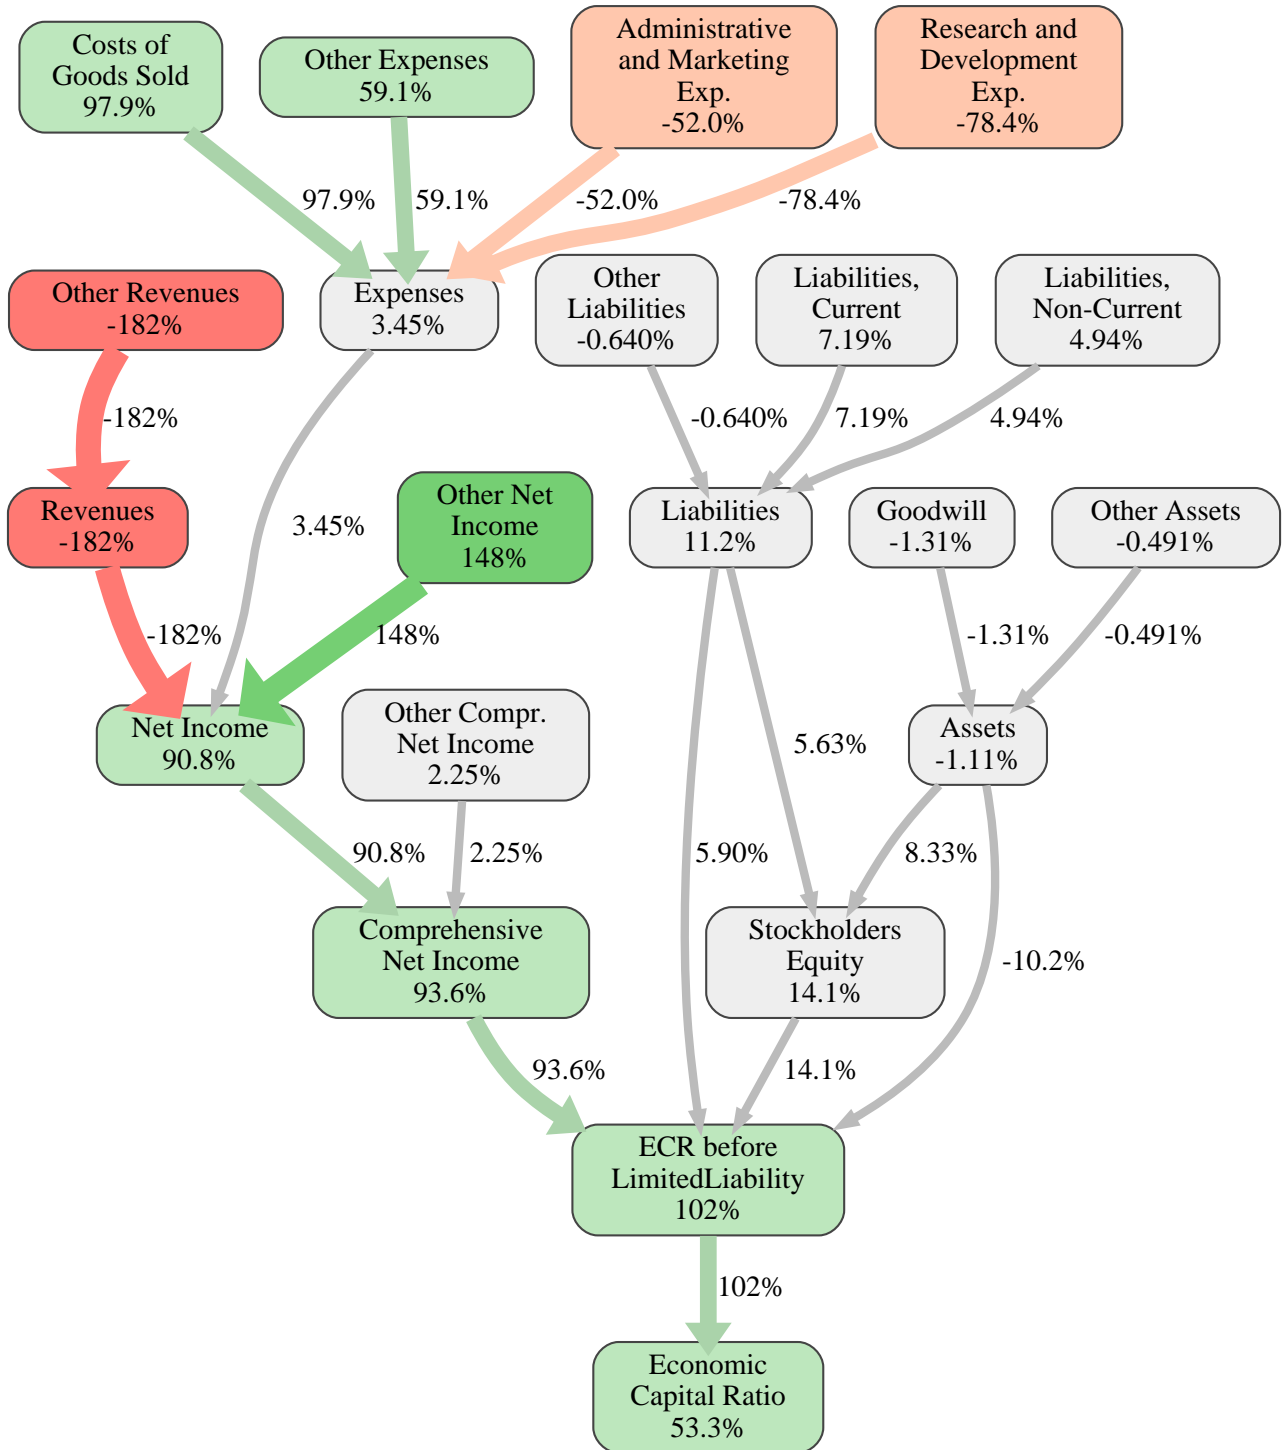 Costs of
Goods Sold
97.9%
Other Expenses
59.1%
Administrative
and Marketing
Exp.
-52.0%
Research and
Development
Exp.
-78.4%
97.9%
59.1%
-52.0%
-78.4%
Other Revenues
-182%
Expenses
3.45%
Other
Liabilities
-0.640%
Liabilities,
Current
7.19%
Liabilities,
Non-Current
4.94%
-182%
-0.640%
7.19%
4.94%
Revenues
-182%
3.45%
Other Net
Income
148%
Liabilities
11.2%
Goodwill
-1.31%
Other Assets
-0.491%
-182%
148%
-1.31%
-0.491%
Net Income
90.8%
Other Compr.
Net Income
2.25%
5.63%
Assets
-1.11%
90.8%
2.25%
5.90%
8.33%
Comprehensive
Net Income
93.6%
Stockholders
Equity
14.1%
-10.2%
93.6%
14.1%
ECR before
LimitedLiability
102%
102%
Economic
Capital Ratio
53.3%